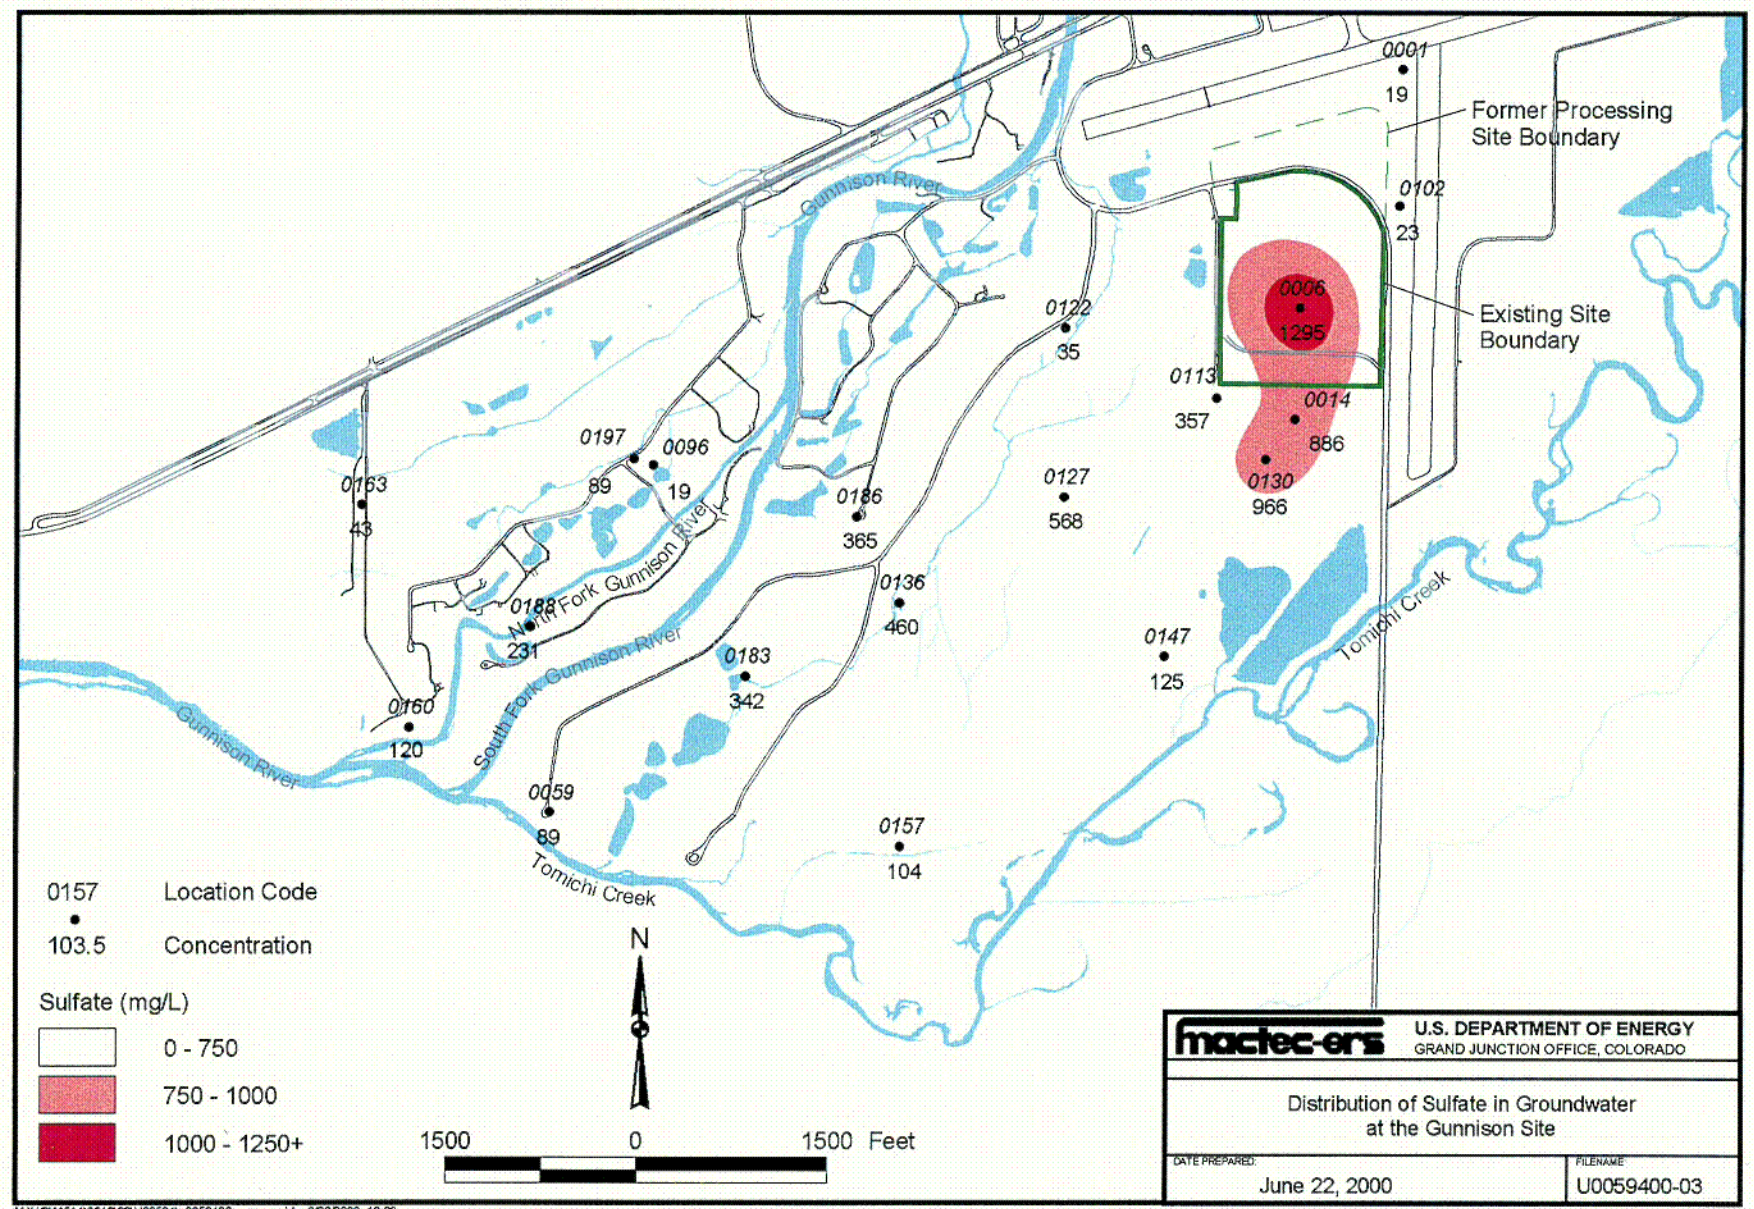 0001
19
Former Processing
Site Boundary
Gunnison River
0102
23
0006
1295
Existing Site
Boundary
0122
35
0113
357
0014
886
0197
0096
89
19
0163
43
0186
365
0127
568
0130
966
North Fork Gunnison River
0136
460
0188
231
South Fork Gunnison River
0183
342
0147
125
Tomichi Creek
0160
120
Gunnison River
0059
89
0157
104
Tomichi Creek
0157 Location Code
103.5 Concentration
N
Sulfate (mg/L)
0 - 750
750 - 1000
1000 - 1250+
1500 0 1500 Feet
mactec-ers
U.S. DEPARTMENT OF ENERGY
GRAND JUNCTION OFFICE, COLORADO
Distribution of Sulfate in Groundwater
at the Gunnison Site
DATE PREPARED:
June 22, 2000
FILENAME
U0059400-03